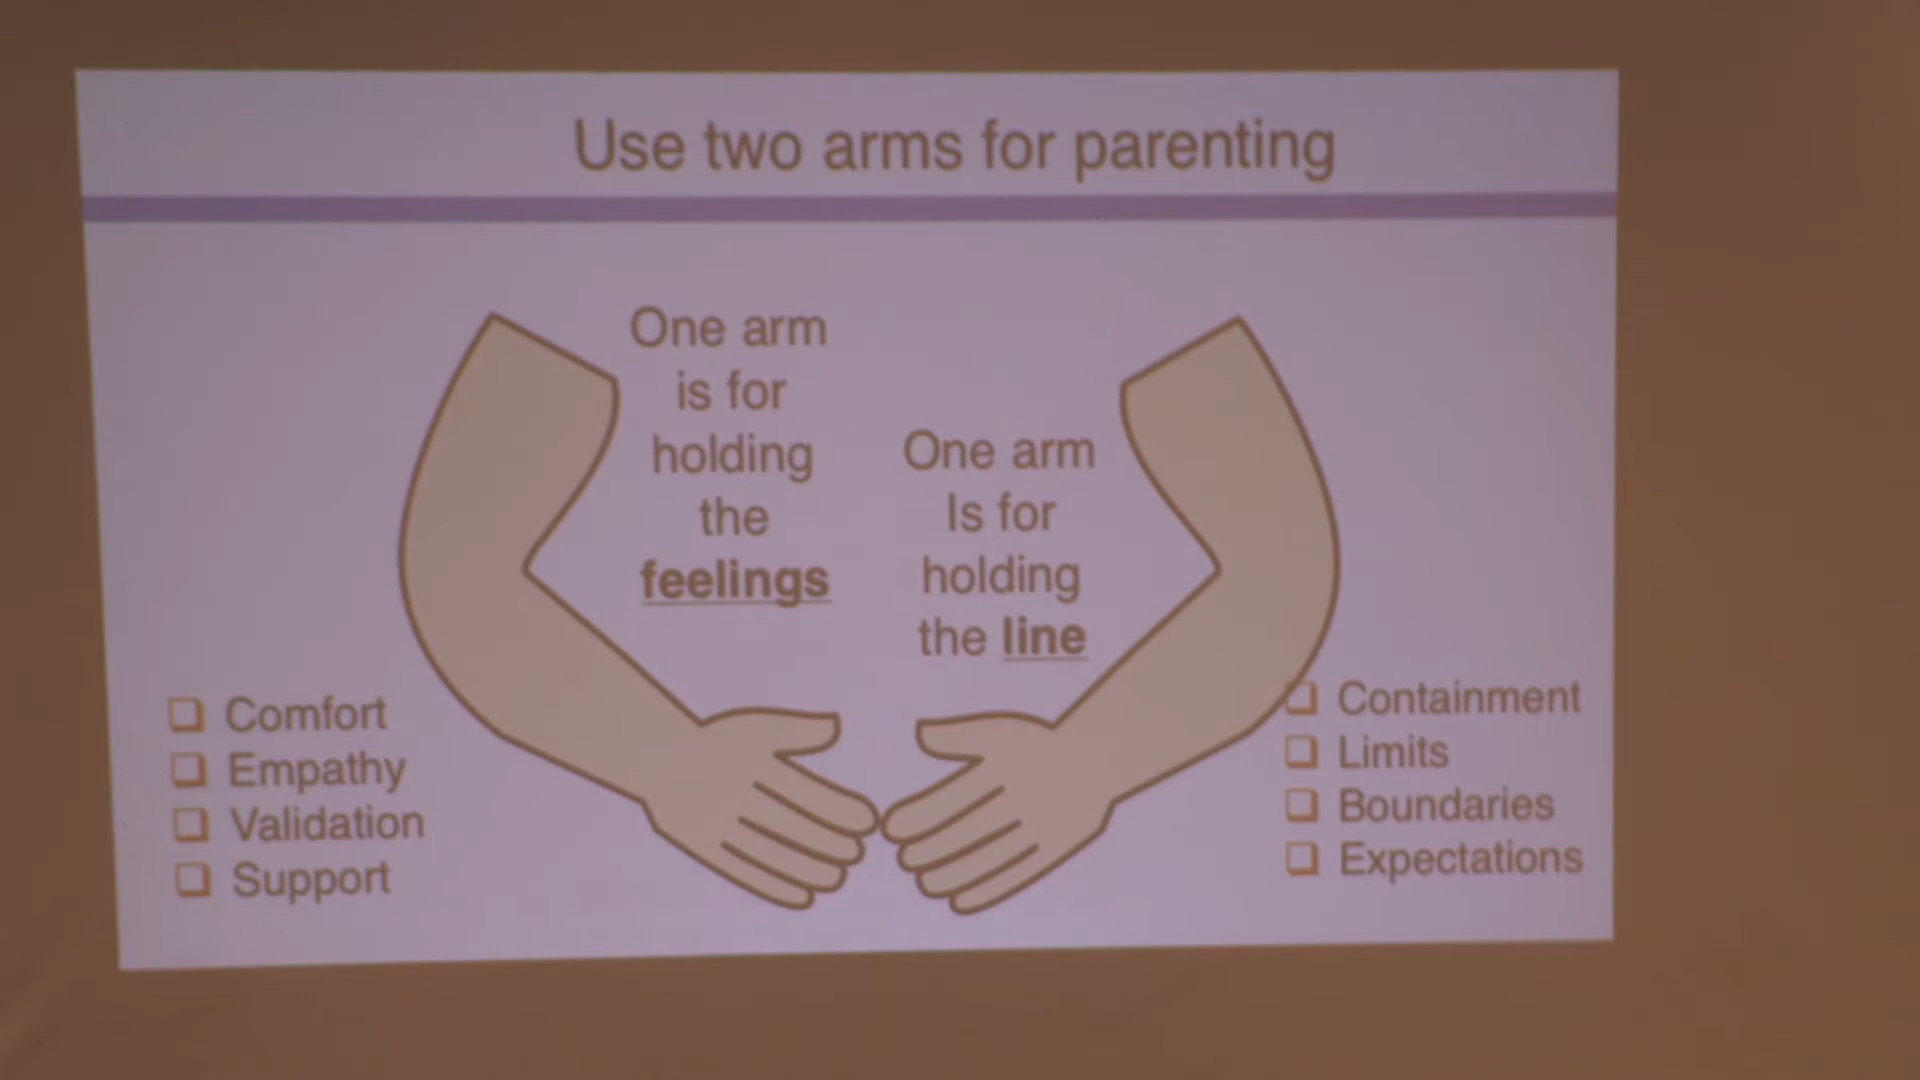 Use two arms for parenting
One arm
is for
holding
the
feelings
One arm
Is for
holding
the line
Comfort
Empathy
Validation
Support
Containment
Limits
Boundaries
Expectations